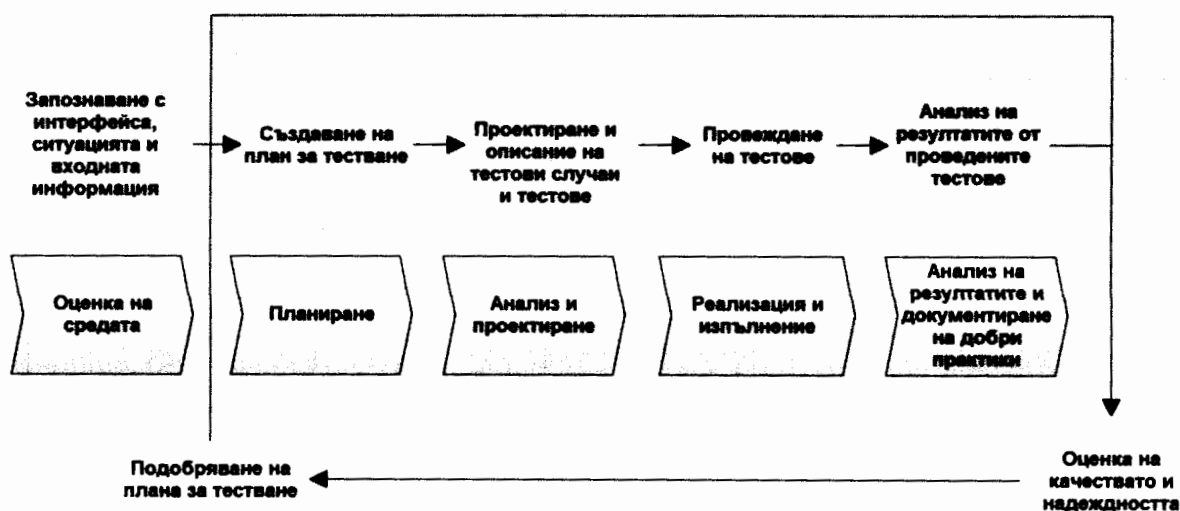 Запознаване с
интерфейса,
ситуацията и
входната
информация
Създаване на
план за тестване
Проектиране и
описание на
тестови случаи
и тестове
Провеждане
на тестове
Анализ на
резултатите от
проведените
тестове
Оценка на
средата
Планиране
Анализ и
проектиране
Реализация и
изпълнение
Анализ на
резултатите и
документиране
на добри
практики
Подобряване на
плана за тестване
Оценка на
качествато и
надеждността